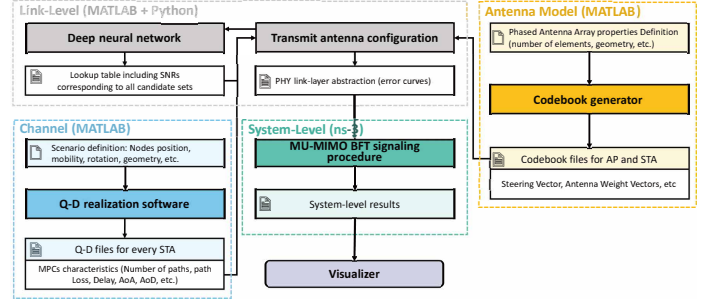 Link-Level (MATLAB + Python)
Deep neural network
Lookup table including SNRs
corresponding to all candidate sets
Transmit antenna configuration
PHY link-layer abstraction (error curves)
Antenna Model (MATLAB)
Phased Antenna Array properties Definition
(number of elements, geometry, etc.)
Codebook generator
Codebook files for AP and STA
Steering Vector, Antenna Weight Vectors, etc
Channel (MATLAB)
Scenario definition: Nodes position,
mobility, rotation, geometry, etc.
Q-D realization software
Q-D files for every STA
MPCs characteristics (Number of paths, path
Loss, Delay, AoA, AoD, etc.)
System-Level (ns-3)
MU-MIMO BFT signaling
procedure
System-level results
Visualizer